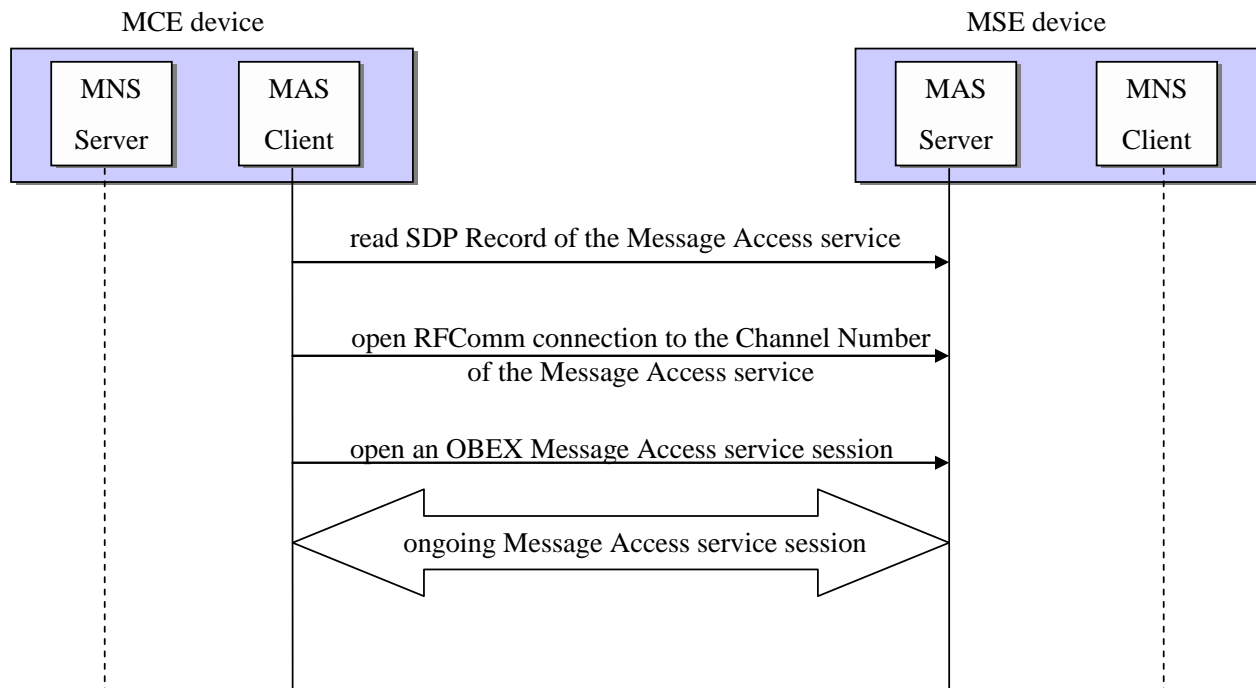 MCE device
MSE device
MNS
Server
MAS
Client
MAS
Server
MNS
Client
read SDP Record of the Message Access service
open RFComm connection to the Channel Number
of the Message Access service
open an OBEX Message Access service session
ongoing Message Access service session